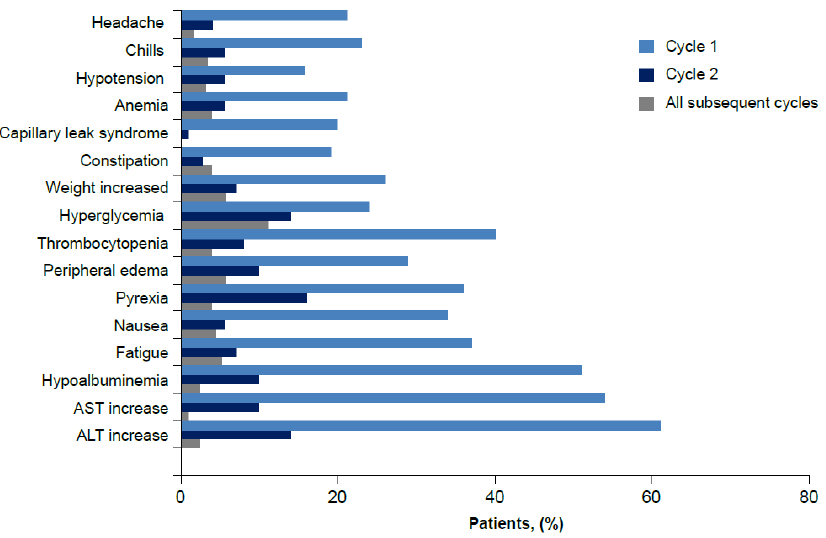 Headache
Chills
Hypotension
Anemia
Capillary leak syndrome
Constipation
Weight increased
Hyperglycemia
Thrombocytopenia
Peripheral edema
Pyrexia
Nausea
Fatigue
Hypoalbuminemia
AST increase
ALT increase
Cycle 1
Cycle 2
All subsequent cycles
0 20 40 60 80
Patients, (%)